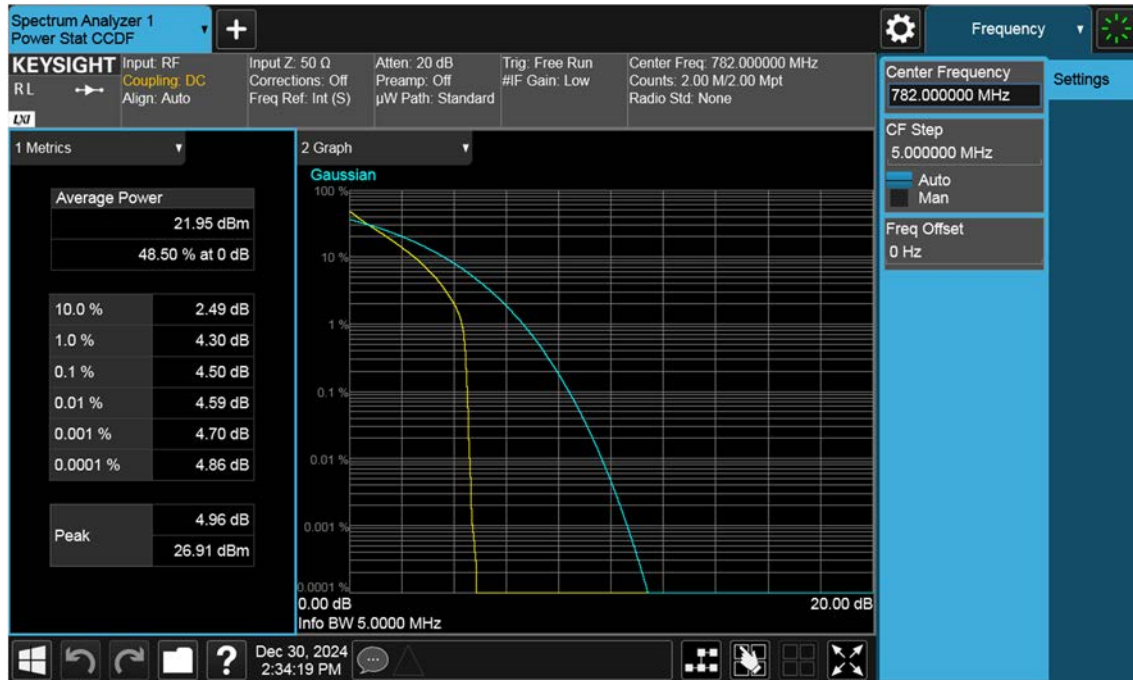 Spectrum Analyzer 1
Power Stat CCDF
Frequency
KEYSIGHT
RL
LXI
Input: RF
Coupling: DC
Align: Auto
Input Z: 50 Ω
Corrections: Off
Freq Ref: Int (S)
Atten: 20 dB
Preamp: Off
µW Path: Standard
Trig: Free Run
#IF Gain: Low
Center Freq: 782.000000 MHz
Counts: 2.00 M/2.00 Mpt
Radio Std: None
Center Frequency
782.000000 MHz
Settings
CF Step
5.000000 MHz
Auto
Man
Freq Offset
0 Hz
1 Metrics
Average Power
21.95 dBm
48.50 % at 0 dB
10.0 % 2.49 dB
1.0 % 4.30 dB
0.1 % 4.50 dB
0.01 % 4.59 dB
0.001 % 4.70 dB
0.0001 % 4.86 dB
Peak
4.96 dB
26.91 dBm
2 Graph
Gaussian
100 %
10 %
1 %
0.1 %
0.01 %
0.001 %
0.0001 %
0.00 dB 20.00 dB
Info BW 5.0000 MHz
?
Dec 30, 2024
2:34:19 PM